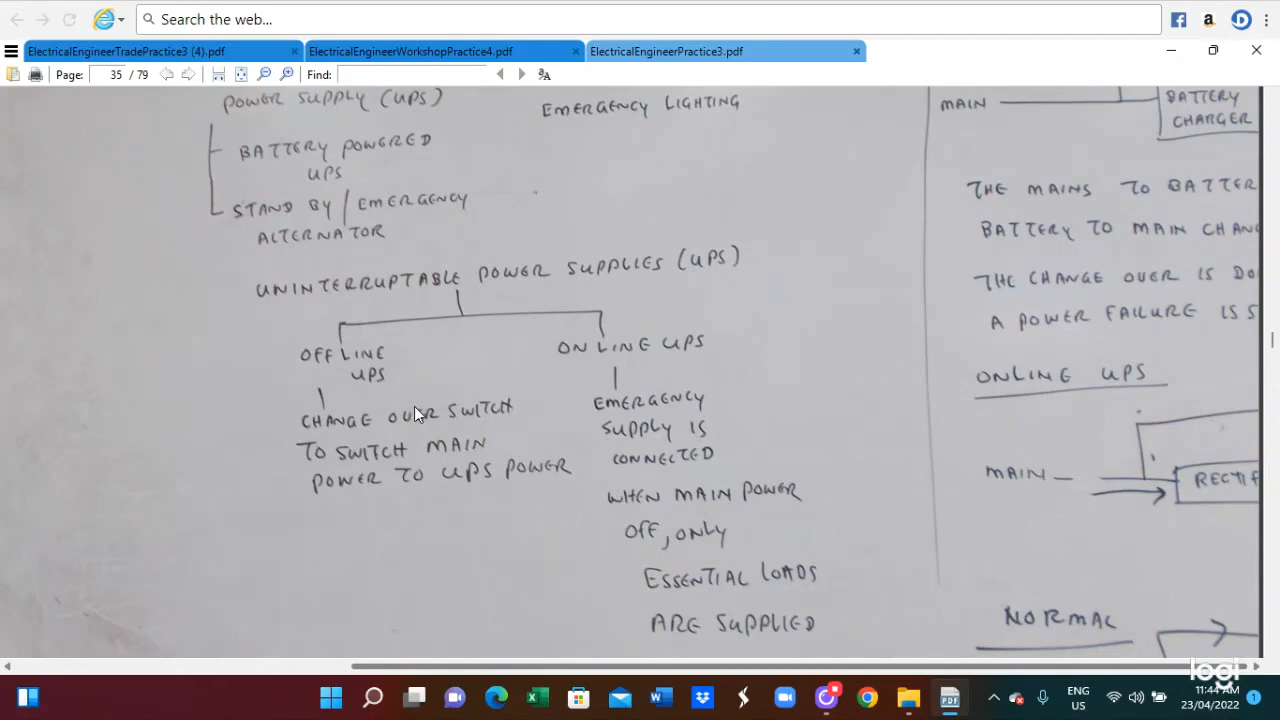 Search the web...
ElectricalEngineerTradePractice3 (4).pdf
ElectricalEngineerWorkshopPractice4.pdf
ElectricalEngineerPractice3.pdf
Page:
35 / 79
Find:
POWER SUPPLY (UPS)
BATTERY POWERED
UPS
STAND BY / EMERGENCY
ALTERNATOR
EMERGENCY LIGHTING
UNINTERRUPTABLE POWER SUPPLIES (UPS)
OFF LINE
UPS
CHANGE OVER SWITCH
TO SWITCH MAIN
POWER TO UPS POWER
ON LINE UPS
EMERGENCY
SUPPLY IS
CONNECTED
WHEN MAIN POWER
OFF, ONLY
ESSENTIAL LOADS
ARE SUPPLIED
MAIN
BATTERY
CHARGER
THE MAINS TO BATTER
BATTERY TO MAIN CHAN
THE CHANGE OVER IS DO
A POWER FAILURE IS S
ONLINE UPS
MAIN
RECTIF
NORMAL
logi
ENG
US
11:44 AM
23/04/2022